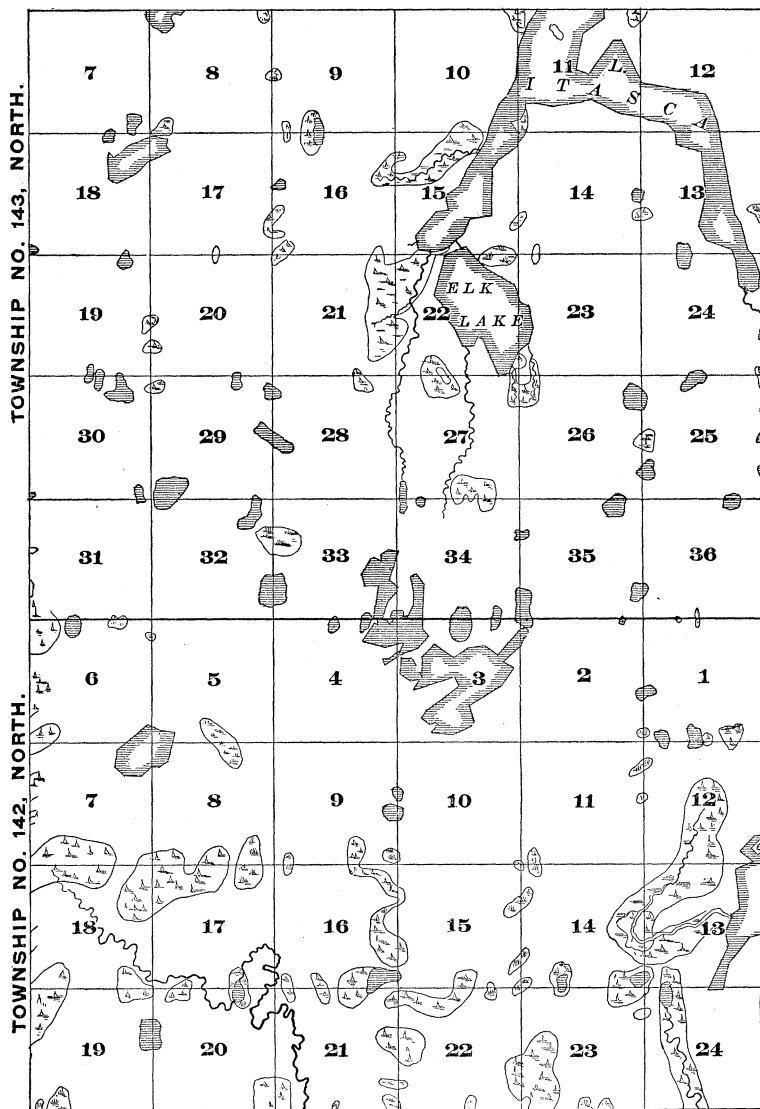 TOWNSHIP NO. 143, NORTH.
7 8 9 10 11 12
L. ITASCA
18 17 16 15 14 13
ELK LAKE
19 20 21 22 23 24
30 29 28 27 26 25
31 32 33 34 35 36
TOWNSHIP NO. 142, NORTH.
6 5 4 3 2 1
7 8 9 10 11 12
18 17 16 15 14 13
19 20 21 22 23 24